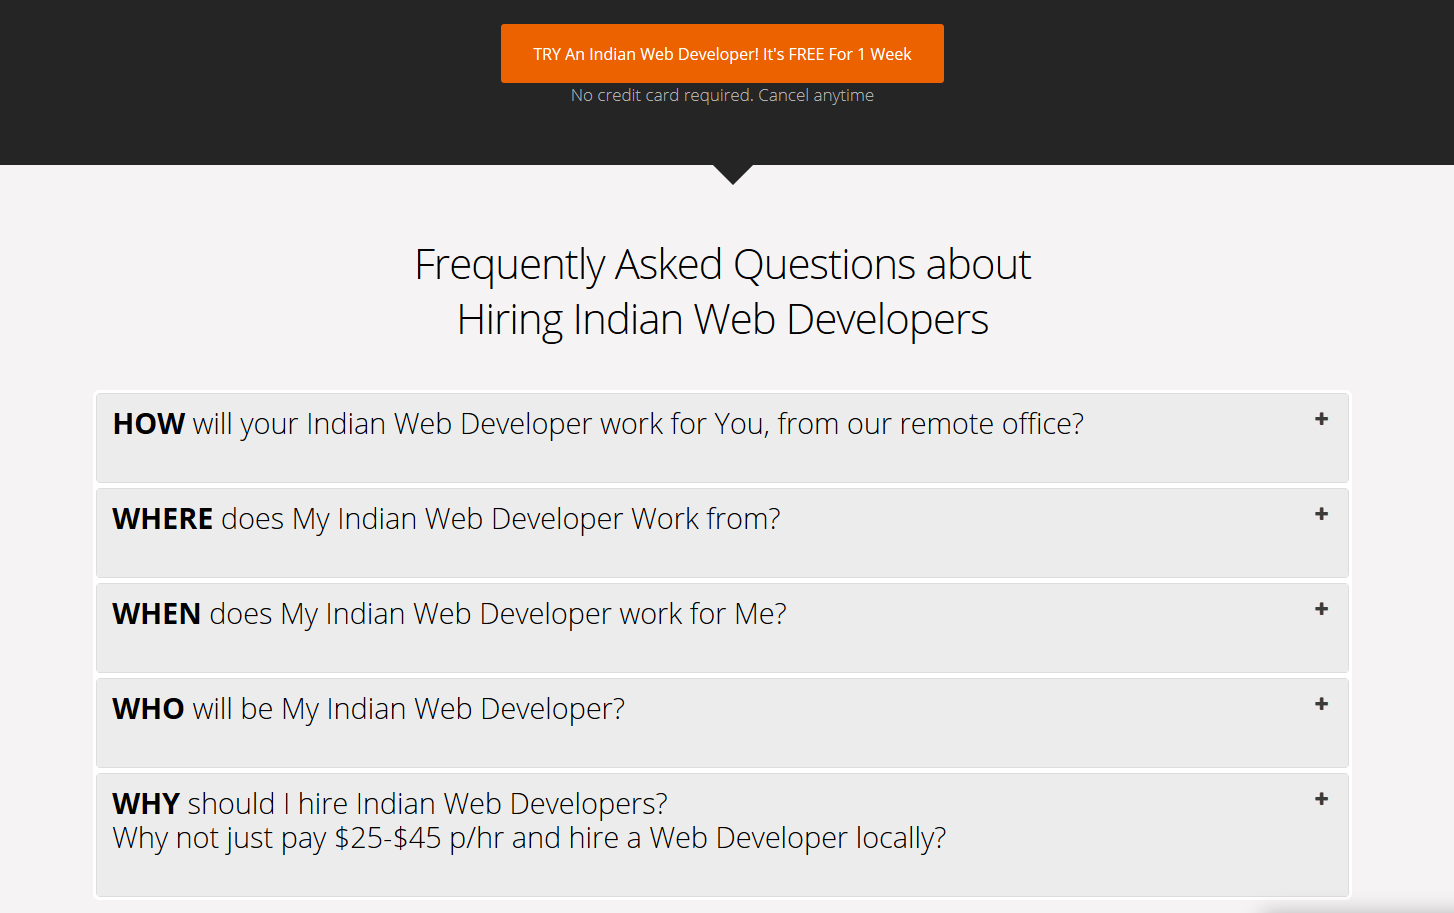 TRY An Indian Web Developer! It's FREE For 1 Week
No credit card required. Cancel anytime
Frequently Asked Questions about
Hiring Indian Web Developers
HOW will your Indian Web Developer work for You, from our remote office?
WHERE does My Indian Web Developer Work from?
WHEN does My Indian Web Developer work for Me?
WHO will be My Indian Web Developer?
WHY should I hire Indian Web Developers?
Why not just pay $25-$45 p/hr and hire a Web Developer locally?